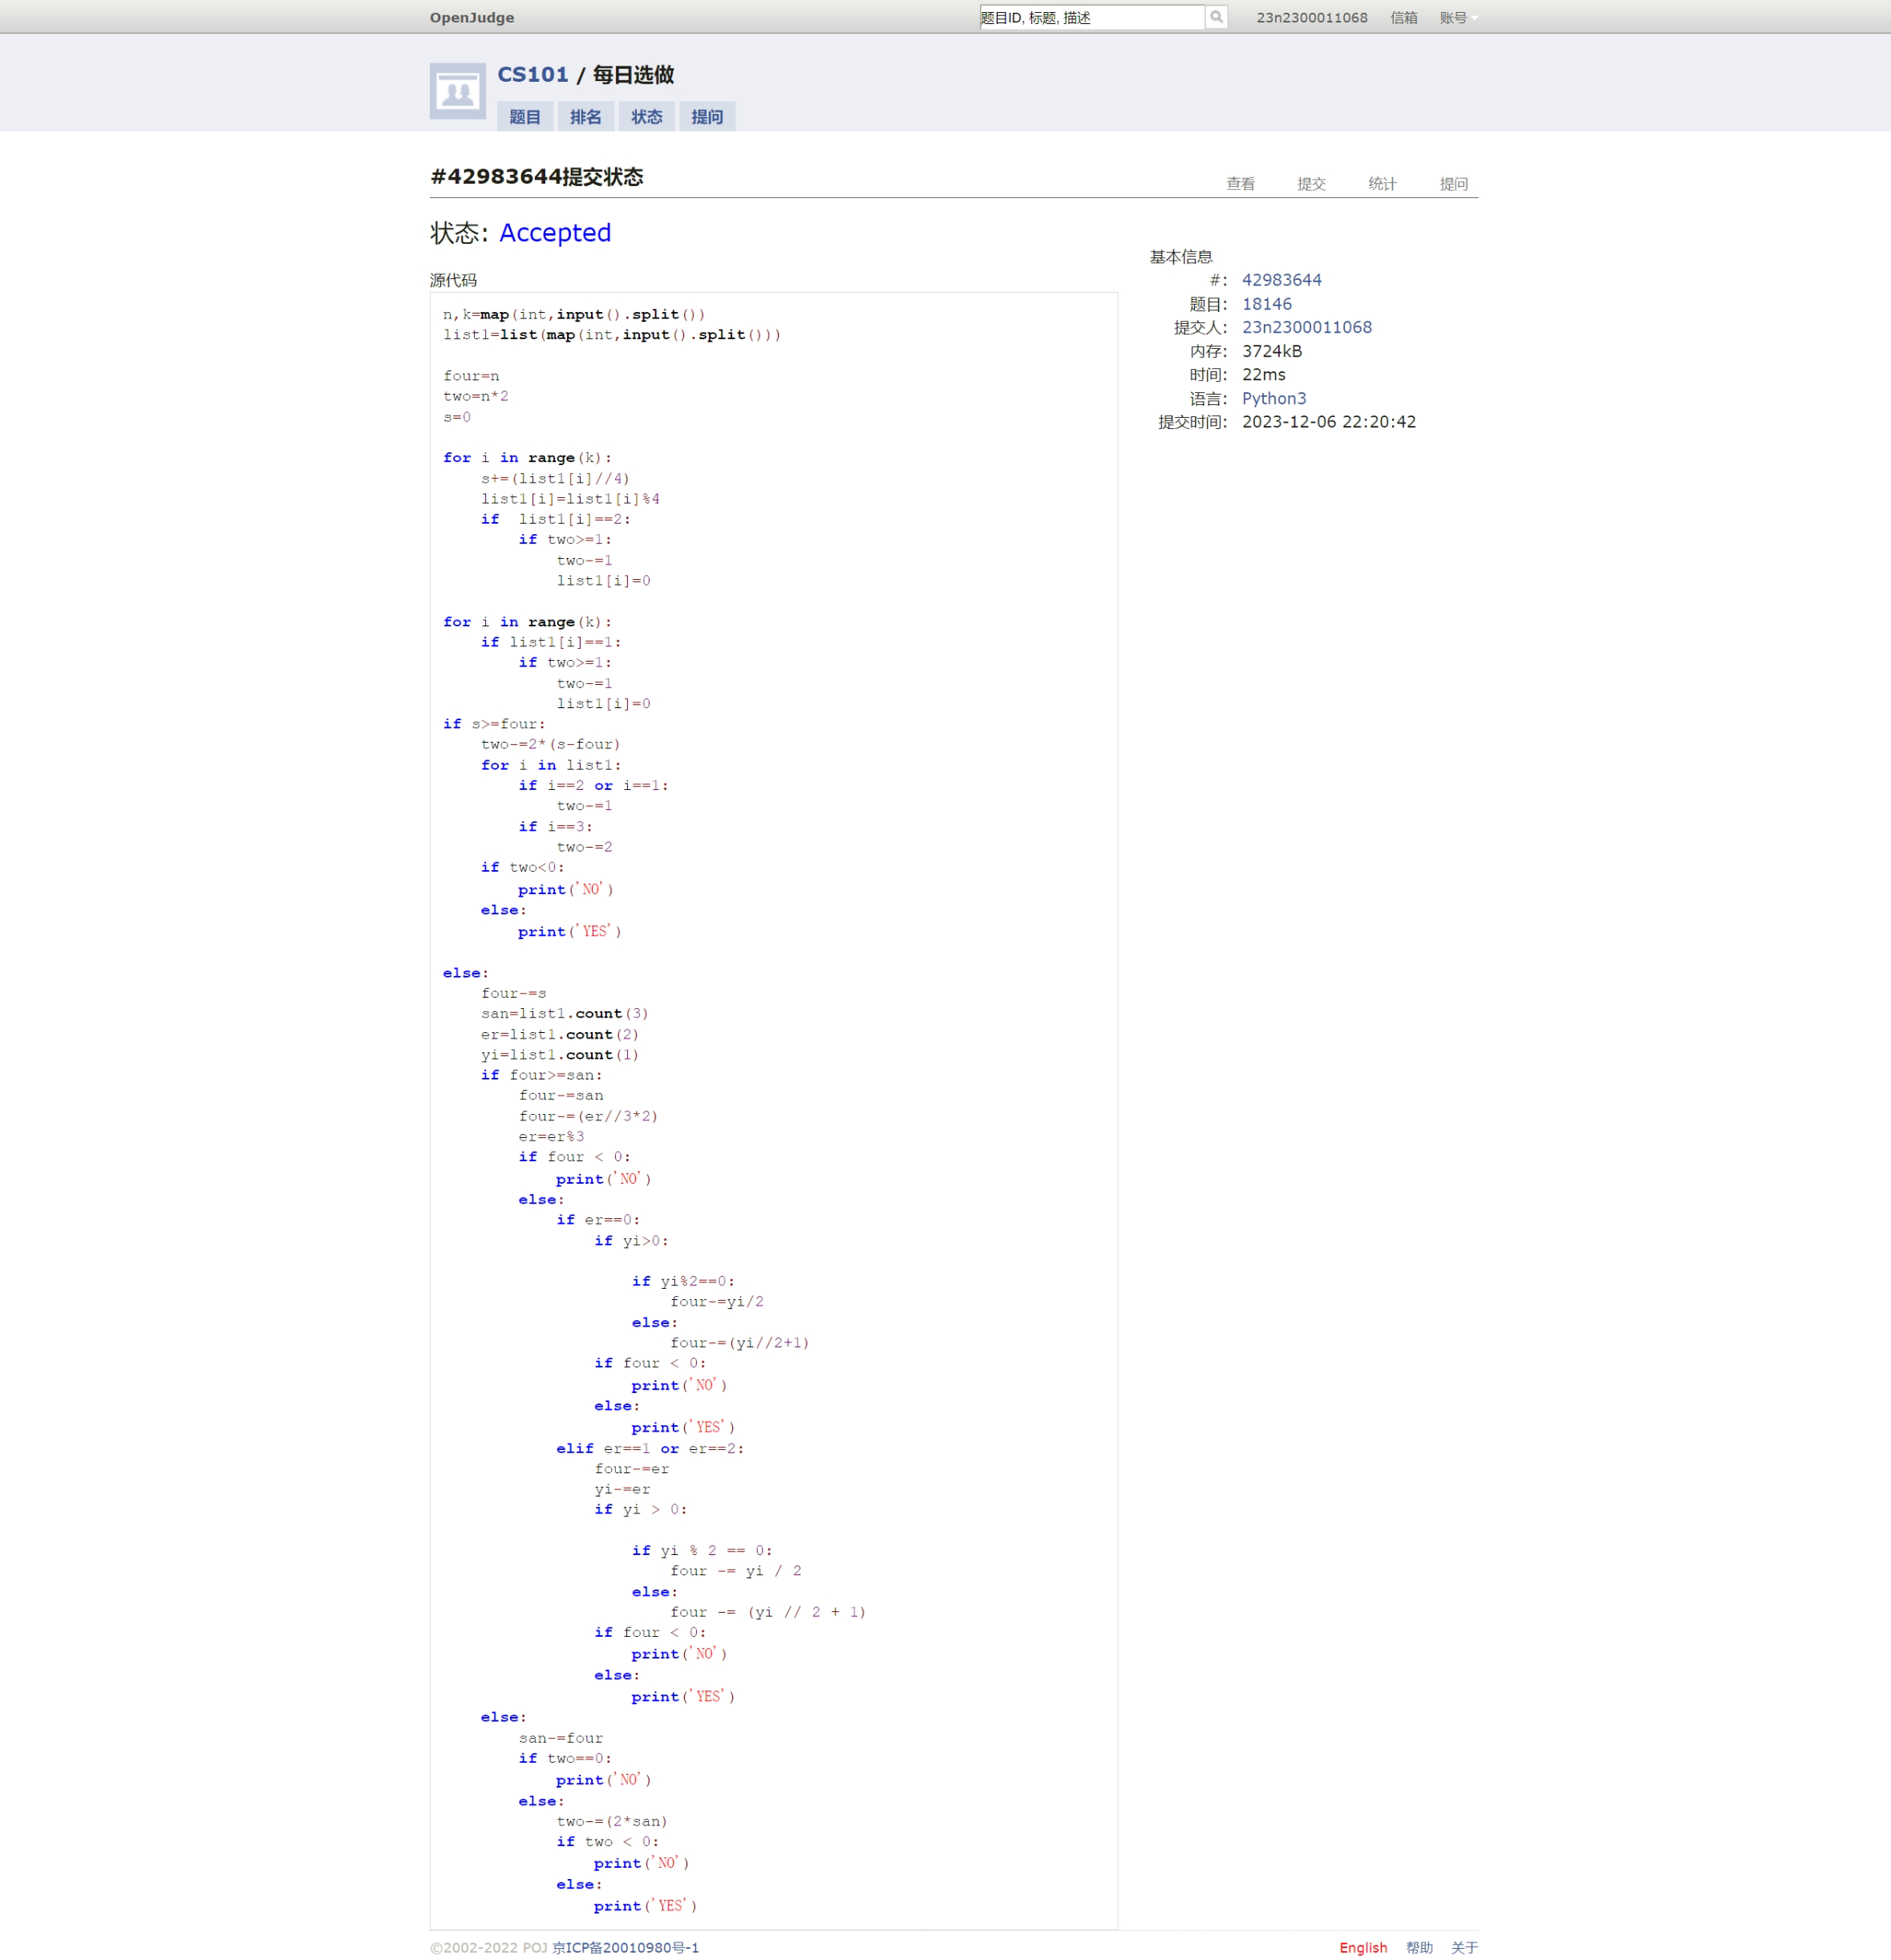 OpenJudge
题目ID, 标题, 描述
23n2300011068 信箱 账号
CS101 / 每日选做
题目 排名 状态 提问
#42983644提交状态
查看 提交 统计 提问
状态: Accepted
源代码
n,k=map(int,input().split())
list1=list(map(int,input().split()))

four=n
two=n*2
s=0

for i in range(k):
    s+=(list1[i]//4)
    list1[i]=list1[i]%4
    if  list1[i]==2:
        if two>=1:
            two-=1
            list1[i]=0

for i in range(k):
    if list1[i]==1:
        if two>=1:
            two-=1
            list1[i]=0
if s>=four:
    two-=2*(s-four)
    for i in list1:
        if i==2 or i==1:
            two-=1
        if i==3:
            two-=2
    if two<0:
        print('NO')
    else:
        print('YES')

else:
    four-=s
    san=list1.count(3)
    er=list1.count(2)
    yi=list1.count(1)
    if four>=san:
        four-=san
        four-=(er//3*2)
        er=er%3
        if four < 0:
            print('NO')
        else:
            if er==0:
                if yi>0:

                    if yi%2==0:
                        four-=yi/2
                    else:
                        four-=(yi//2+1)
                if four < 0:
                    print('NO')
                else:
                    print('YES')
            elif er==1 or er==2:
                four-=er
                yi-=er
                if yi > 0:

                    if yi % 2 == 0:
                        four -= yi / 2
                    else:
                        four -= (yi // 2 + 1)
                if four < 0:
                    print('NO')
                else:
                    print('YES')
    else:
        san-=four
        if two==0:
            print('NO')
        else:
            two-=(2*san)
            if two < 0:
                print('NO')
            else:
                print('YES')
基本信息
#: 42983644
题目: 18146
提交人: 23n2300011068
内存: 3724kB
时间: 22ms
语言: Python3
提交时间: 2023-12-06 22:20:42
©2002-2022 POJ 京ICP备20010980号-1
English 帮助 关于